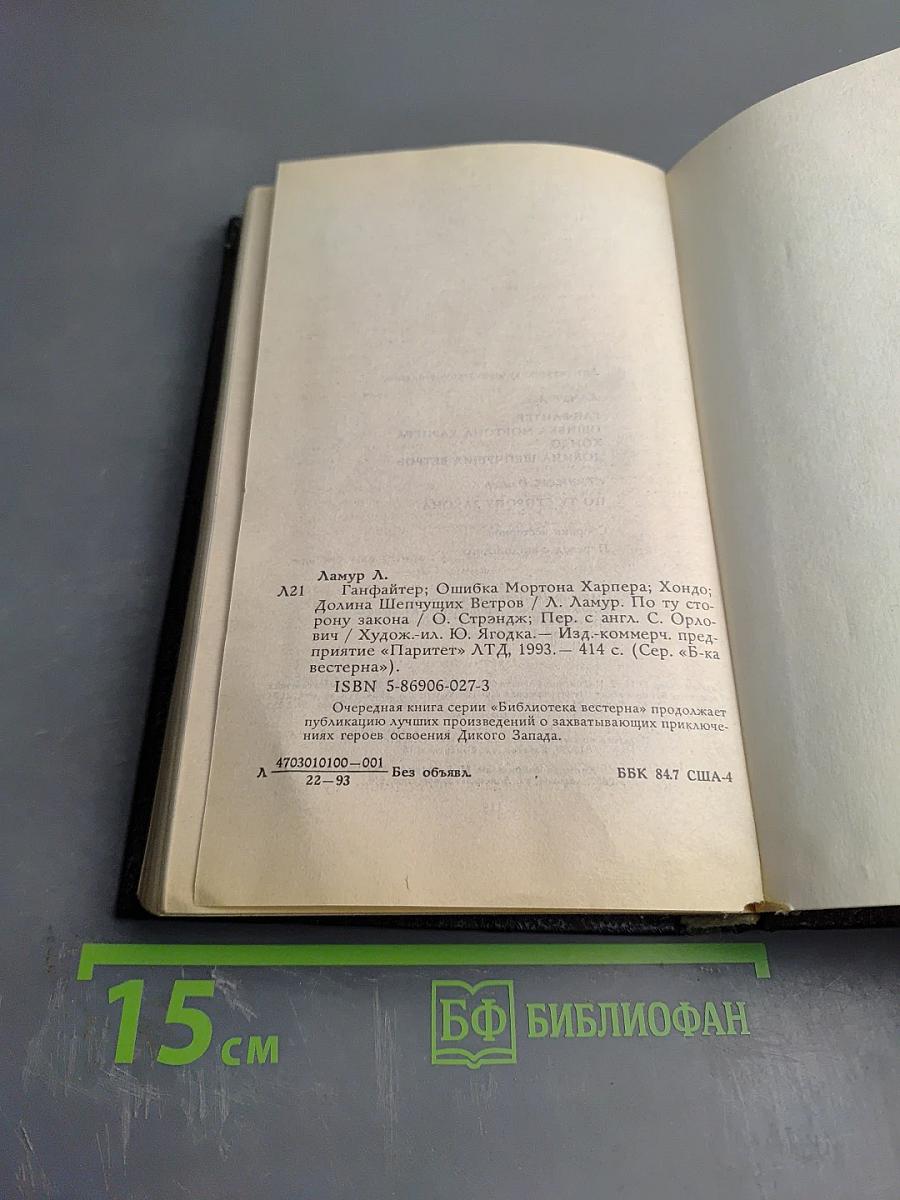 Ламур Л.
Л21 Ганфайтер; Ошибка Мортона Харпера; Хондо;
Долина Шепчущих Ветров / Л. Ламур. По ту сто-
рону закона / О. Стрэндж; Пер. с англ. С. Орло-
вич / Худож.-ил. Ю. Ягодка.— Изд.-коммерч. пред-
приятие «Паритет» ЛТД, 1993.— 414 с. (Сер. «Б-ка
вестерна»).
ISBN 5-86906-027-3
Очередная книга серии «Библиотека вестерна» продолжает
публикацию лучших произведений о захватывающих приключе-
ниях героев освоения Дикого Запада.
Л 4703010100—001 Без объявл. ББК 84.7 США-4
22—93
15 см
БФ БИБЛИОФАН